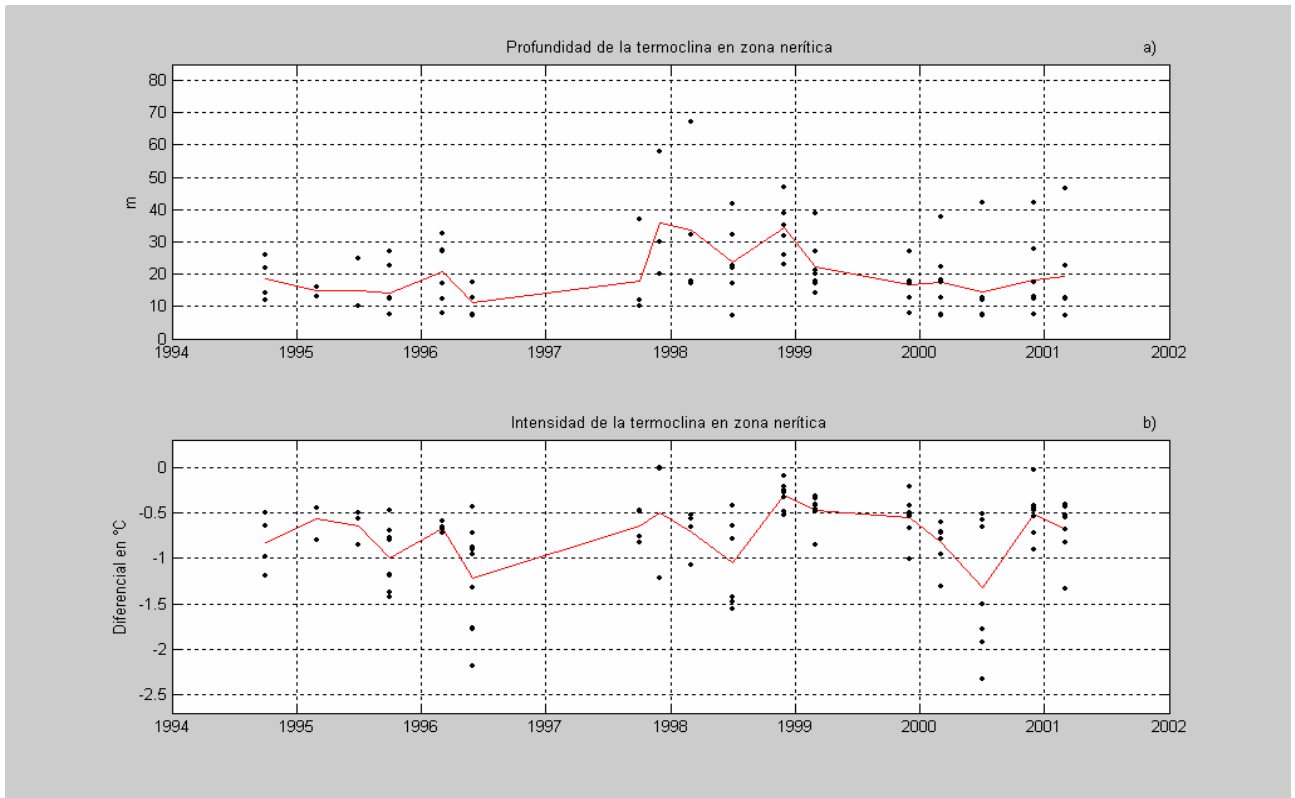 Profundidad de la termoclina en zona nerítica a)
80
70
60
50
40
30
20
10
0
m
1994 1995 1996 1997 1998 1999 2000 2001 2002
Intensidad de la termoclina en zona nerítica b)
0
-0.5
-1
-1.5
-2
-2.5
Diferencial en °C
1994 1995 1996 1997 1998 1999 2000 2001 2002